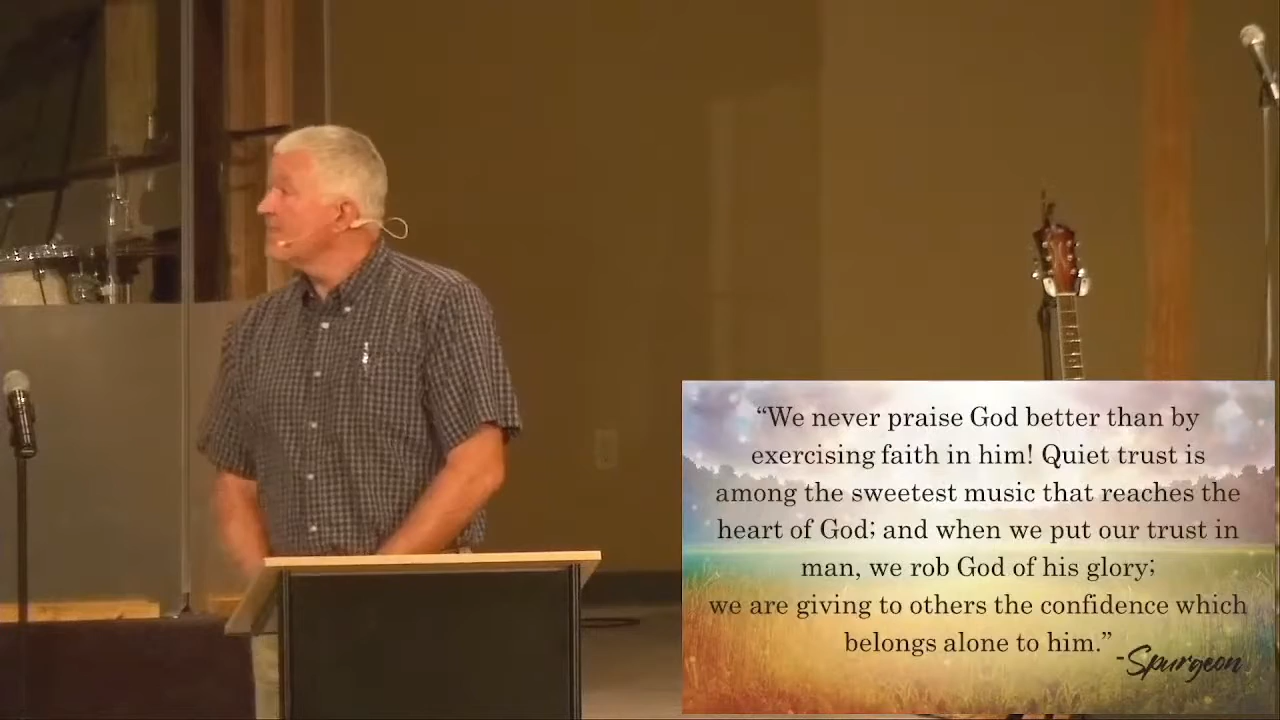 “We never praise God better than by
exercising faith in him! Quiet trust is
among the sweetest music that reaches the
heart of God; and when we put our trust in
man, we rob God of his glory;
we are giving to others the confidence which
belongs alone to him.”
-Spurgeon